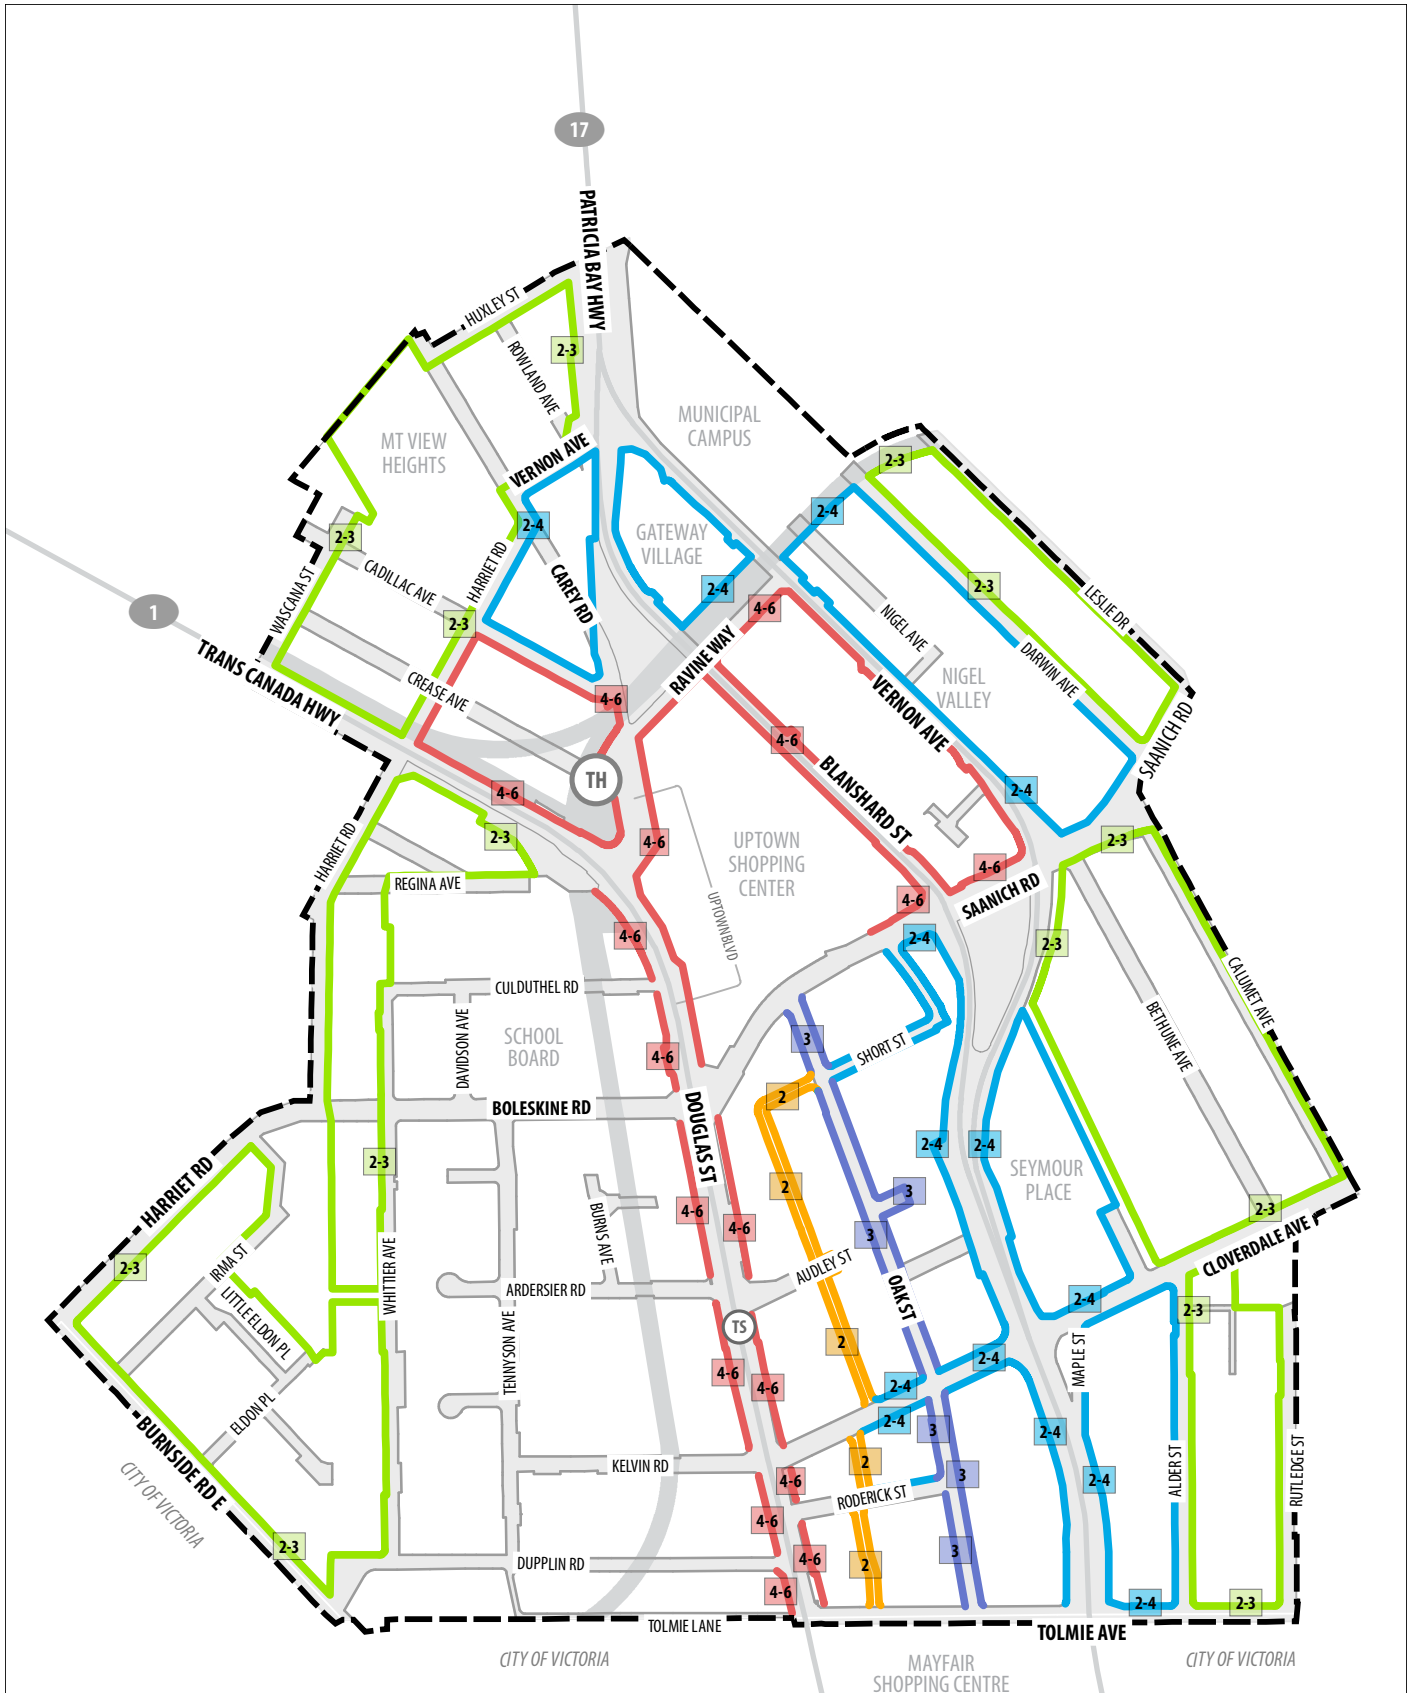 17
PATRICIA BAY HWY
HUXLEY ST
ROWLAND AVE
2-3
MUNICIPAL
CAMPUS
MT VIEW
HEIGHTS
VERNON AVE
2-3
2-4
2-4
GATEWAY
VILLAGE
2-3
CADILLAC AVE
HARRIET RD
CAREY RD
2-4
4-6
2-3
LESLIE DR
WASCANA ST
NIGEL AVE
1
2-3
TRANS CANADA HWY
CREASE AVE
RAVINE WAY
DARWIN AVE
NIGEL
VALLEY
4-6
VERNON AVE
SAANICH RD
4-6
BLANSHARD ST
TH
4-6
2-4
2-3
HARRIET RD
4-6
UPTOWN
SHOPPING
CENTER
2-3
4-6
REGINA AVE
SAANICH RD
4-6
UPTOWN BLVD
4-6
2-4
2-3
CALUMET AVE
CULDUTHEL RD
DAVIDSON AVE
SCHOOL
BOARD
3
SHORT ST
4-6
BETHUNE AVE
BOLESKINE RD
DOUGLAS ST
2
2-4
2-4
2-3
SEYMOUR
PLACE
HARRIET RD
2
3
4-6
4-6
3
2-3
BURNS AVE
CLOVERDALE AVE
IRMA ST
2-3
WHITTIER AVE
AUDLEY ST
LITTLE ELDON PL
ARDERSIER RD
OAK ST
2-4
2-3
TS
TENNYSON AVE
2
MAPLE ST
2-4
4-6
4-6
2-4
ELDON PL
2-4
3
2-4
BURNSIDE RD E
CITY OF VICTORIA
KELVIN RD
2
3
ALDER ST
RUTLEDGE ST
4-6
2-4
RODERICK ST
4-6
2-3
DUPPLIN RD
4-6
2
3
4-6
2-4
2-3
TOLMIE LANE
TOLMIE AVE
CITY OF VICTORIA
MAYFAIR
SHOPPING CENTRE
CITY OF VICTORIA